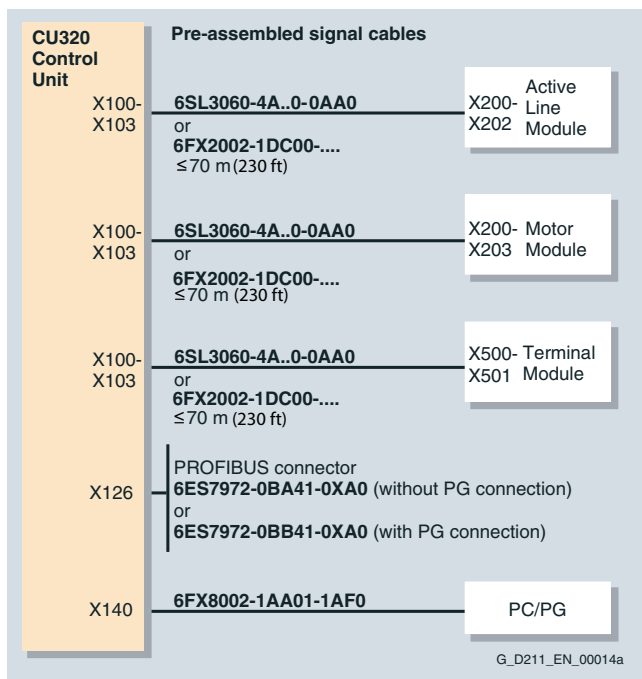 CU320
Control
Unit
Pre-assembled signal cables
X100-
X103
6SL3060-4A..0-0AA0
or
6FX2002-1DC00-....
≤70 m (230 ft)
X200-
X202
Active
Line
Module
X100-
X103
6SL3060-4A..0-0AA0
or
6FX2002-1DC00-....
≤70 m (230 ft)
X200-
X203
Motor
Module
X100-
X103
6SL3060-4A..0-0AA0
or
6FX2002-1DC00-....
≤70 m (230 ft)
X500-
X501
Terminal
Module
X126
PROFIBUS connector
6ES7972-0BA41-0XA0 (without PG connection)
or
6ES7972-0BB41-0XA0 (with PG connection)
X140
6FX8002-1AA01-1AF0
PC/PG
G_D211_EN_00014a